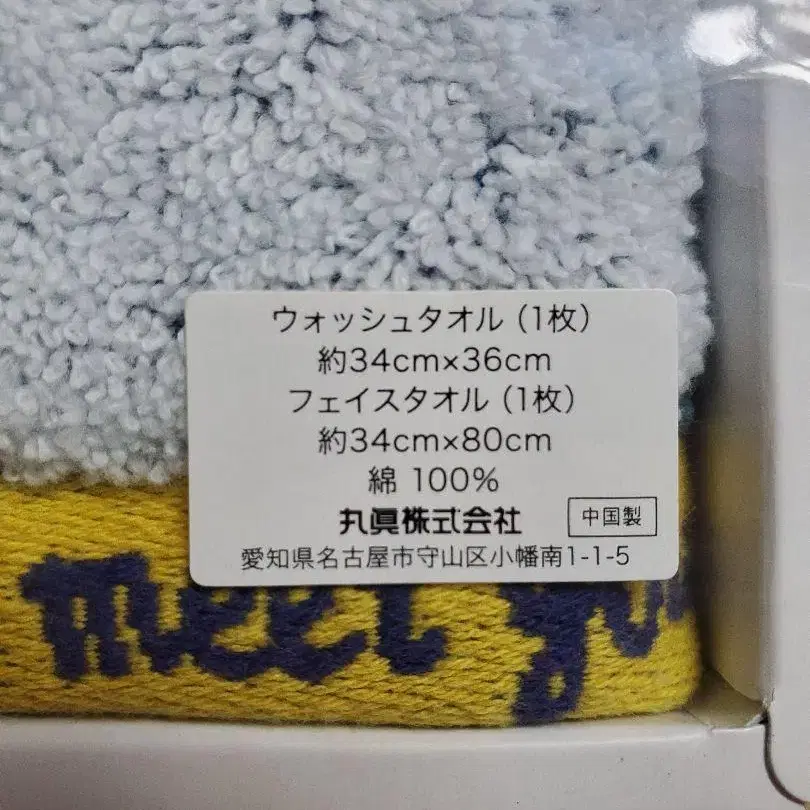 ウォッシュタオル（1枚）
約34cm×36cm
フェイスタオル（1枚）
約34cm×80cm
綿 100%
丸眞株式会社 中国製
愛知県名古屋市守山区小幡南1-1-5
meet